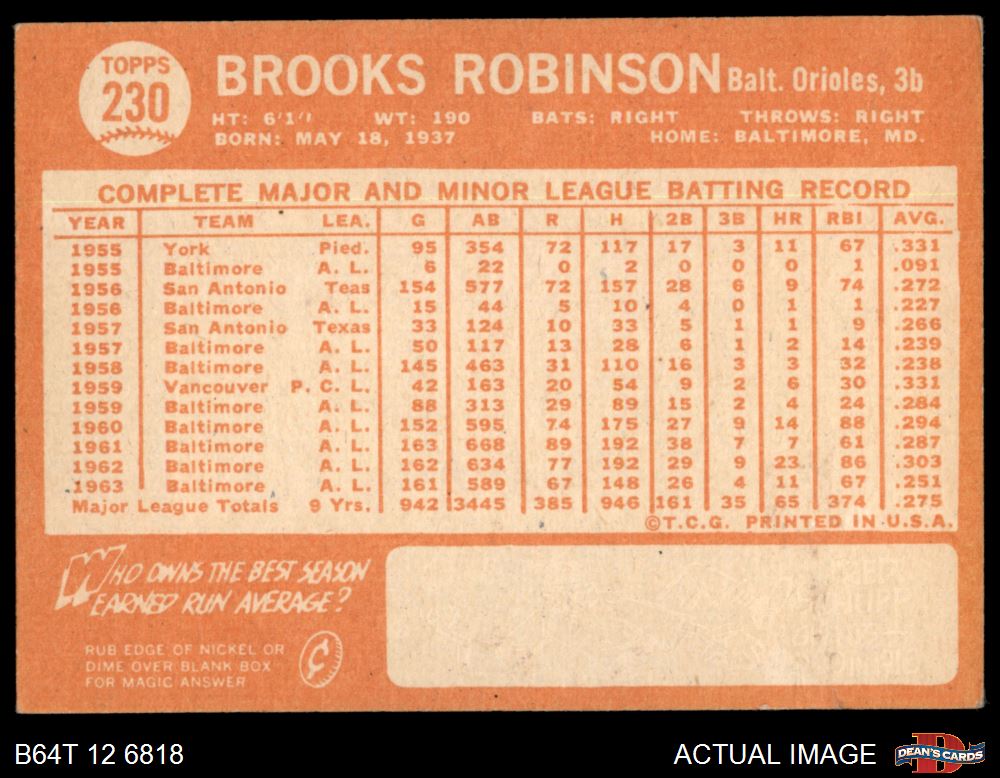 TOPPS
230
BROOKS ROBINSON Balt. Orioles, 3b
HT: 6'1" WT: 190 BATS: RIGHT THROWS: RIGHT
BORN: MAY 18, 1937 HOME: BALTIMORE, MD.
COMPLETE MAJOR AND MINOR LEAGUE BATTING RECORD
YEAR TEAM LEA. G AB R H 2B 3B HR RBI AVG.
1955 York Pied. 95 354 72 117 17 3 11 67 .331
1955 Baltimore A. L. 6 22 0 2 0 0 0 1 .091
1956 San Antonio Teas 154 577 72 157 28 6 9 74 .272
1956 Baltimore A. L. 15 44 5 10 4 0 1 1 .227
1957 San Antonio Texas 33 124 10 33 5 1 1 9 .266
1957 Baltimore A. L. 50 117 13 28 6 1 2 14 .239
1958 Baltimore A. L. 145 463 31 110 16 3 3 32 .238
1959 Vancouver P. C. L. 42 163 20 54 9 2 6 30 .331
1959 Baltimore A. L. 88 313 29 89 15 2 4 24 .284
1960 Baltimore A. L. 152 595 74 175 27 9 14 88 .294
1961 Baltimore A. L. 163 668 89 192 38 7 7 61 .287
1962 Baltimore A. L. 162 634 77 192 29 9 23 86 .303
1963 Baltimore A. L. 161 589 67 148 26 4 11 67 .251
Major League Totals 9 Yrs. 942 3445 385 946 161 35 65 374 .275
©T.C.G. PRINTED IN U.S.A.
WHO OWNS THE BEST SEASON
EARNED RUN AVERAGE?
RUB EDGE OF NICKEL OR
DIME OVER BLANK BOX
FOR MAGIC ANSWER
¢
B64T 12 6818
ACTUAL IMAGE
DEAN'S CARDS